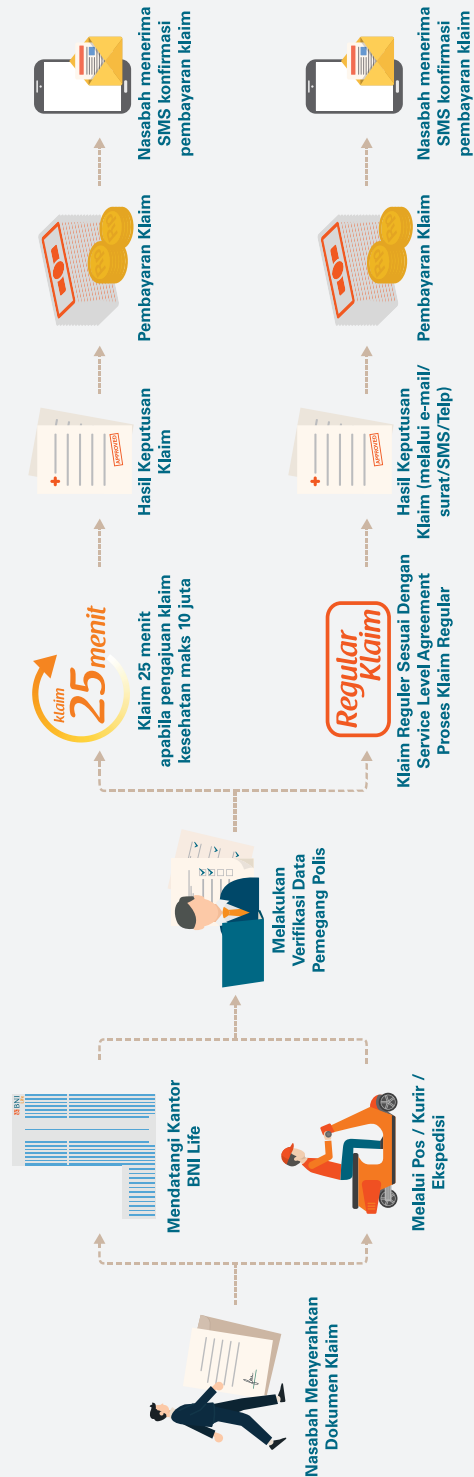 Nasabah Menyerahkan
Dokumen Klaim
BNI
Mendatangi Kantor
BNI Life
Melalui Pos / Kurir /
Ekspedisi
Melakukan
Verifikasi Data
Pemegang Polis
klaim
25 menit
Klaim 25 menit
apabila pengajuan klaim
kesehatan maks 10 juta
APPROVED
Hasil Keputusan
Klaim
Pembayaran Klaim
Nasabah menerima
SMS konfirmasi
pembayaran klaim
Regular
Klaim
Klaim Reguler Sesuai Dengan
Service Level Agreement
Proses Klaim Regular
APPROVED
Hasil Keputusan
Klaim (melalui e-mail/
surat/SMS/Telp)
Pembayaran Klaim
Nasabah menerima
SMS konfirmasi
pembayaran klaim